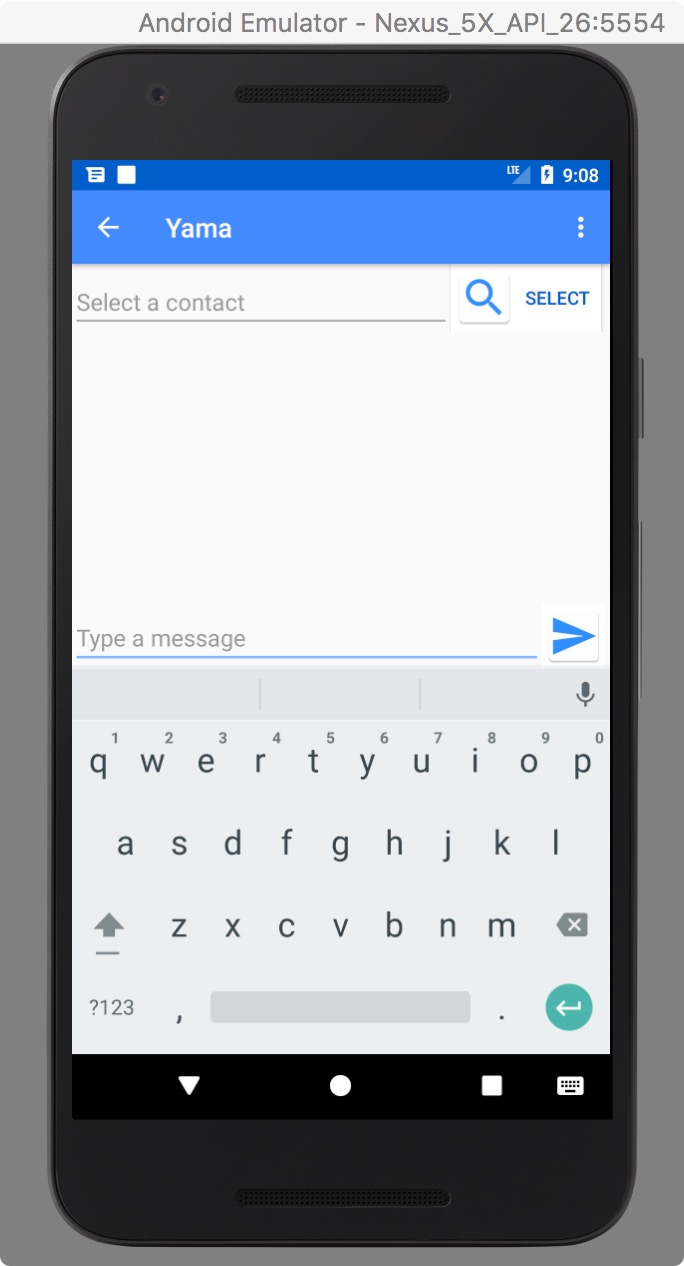 Android Emulator - Nexus_5X_API_26:5554
LTE 9:08
Yama
Select a contact SELECT
Type a message
1 2 3 4 5 6 7 8 9 0
q w e r t y u i o p
a s d f g h j k l
z x c v b n m
?123 , .